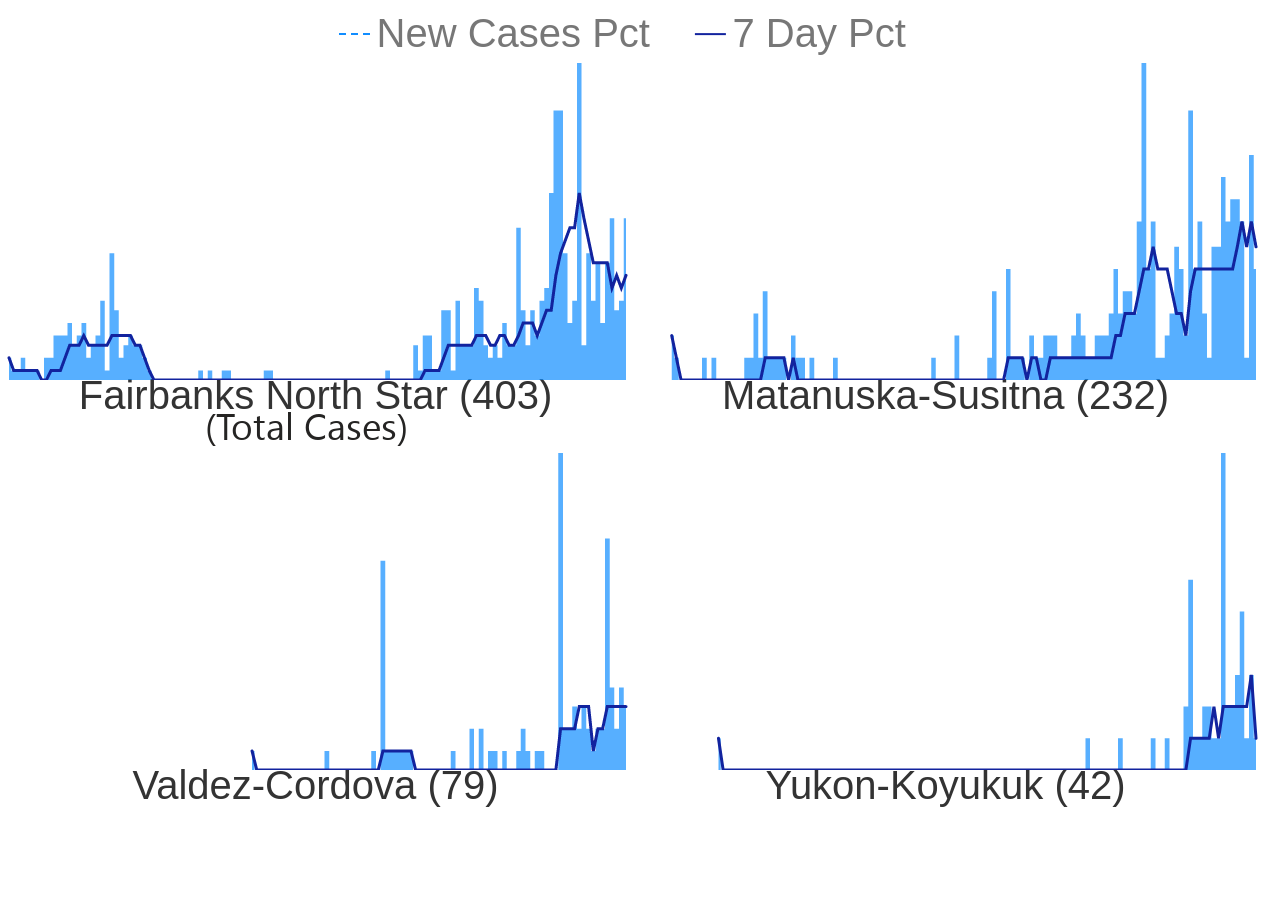 New Cases Pct 7 Day Pct
Fairbanks North Star (403)
(Total Cases)
Matanuska-Susitna (232)
Valdez-Cordova (79)
Yukon-Koyukuk (42)